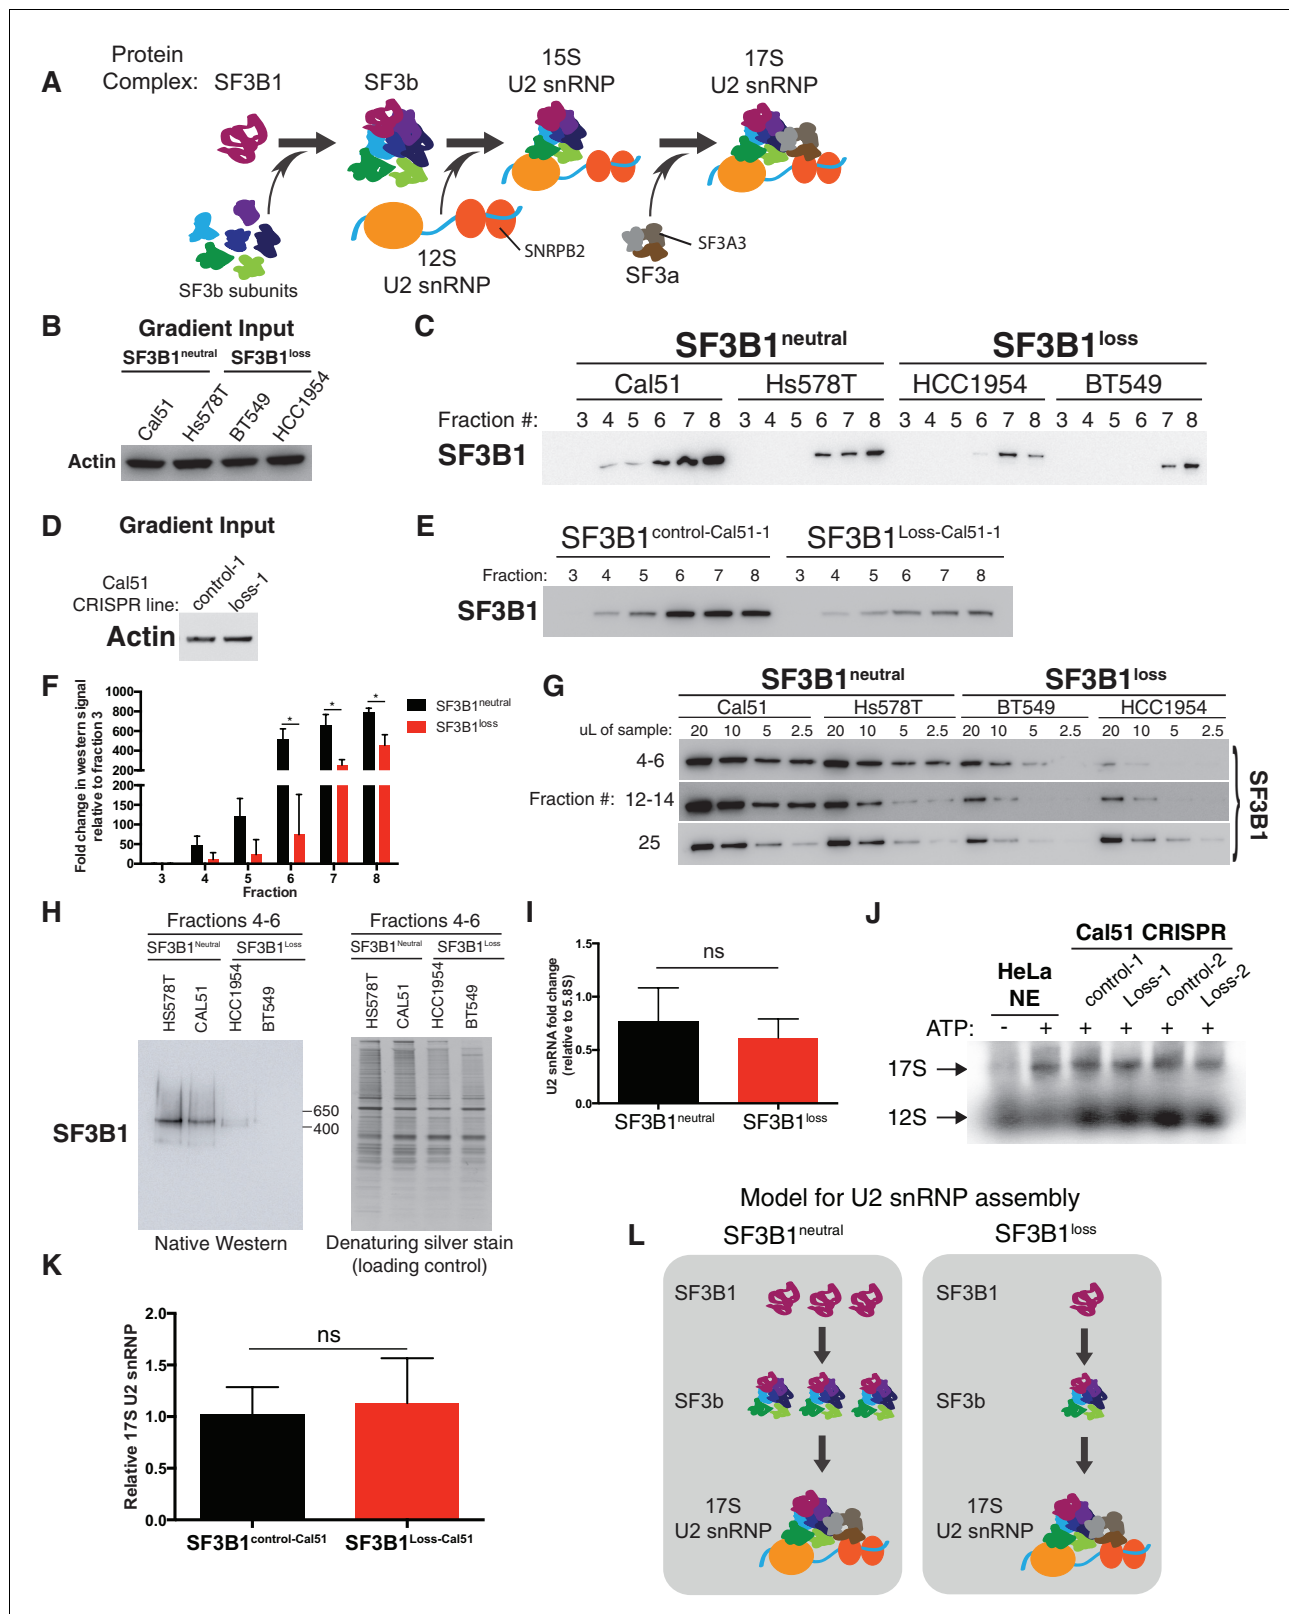 A
Protein
Complex:
SF3B1
SF3b
15S
U2 snRNP
17S
U2 snRNP
SNRPB2
SF3A3
SF3b subunits
12S
U2 snRNP
SF3a
B
Gradient Input
SF3B1neutral SF3B1loss
Cal51 Hs578T BT549 HCC1954
Actin
C
SF3B1neutral SF3B1loss
Cal51 Hs578T HCC1954 BT549
Fraction #: 3 4 5 6 7 8 3 4 5 6 7 8 3 4 5 6 7 8 3 4 5 6 7 8
SF3B1
D
Gradient Input
Cal51
CRISPR line: control-1 loss-1
Actin
E
SF3B1control-Cal51-1 SF3B1Loss-Cal51-1
Fraction: 3 4 5 6 7 8 3 4 5 6 7 8
SF3B1
F
Fold change in western signal
relative to fraction 3
1000
800
600
400
200
200
150
100
50
0
* * *
SF3B1neutral
SF3B1loss
3 4 5 6 7 8
Fraction
G
SF3B1neutral SF3B1loss
Cal51 Hs578T BT549 HCC1954
uL of sample: 20 10 5 2.5 20 10 5 2.5 20 10 5 2.5 20 10 5 2.5
4-6
Fraction #: 12-14
25
SF3B1
H
Fractions 4-6 Fractions 4-6
SF3B1Neutral SF3B1Loss SF3B1Neutral SF3B1Loss
HS578T CAL51 HCC1954 BT549 HS578T CAL51 HCC1954 BT549
SF3B1
650
400
Native Western
Denaturing silver stain
(loading control)
I
U2 snRNA fold change
(relative to 5.8S)
1.5
1.0
0.5
0.0
ns
SF3B1neutral SF3B1loss
J
Cal51 CRISPR
HeLa
NE
control-1 Loss-1 control-2 Loss-2
ATP: - + + + + +
17S
12S
K
Relative 17S U2 snRNP
2.0
1.5
1.0
0.5
0.0
ns
SF3B1control-Cal51 SF3B1Loss-Cal51
L
Model for U2 snRNP assembly
SF3B1neutral SF3B1loss
SF3B1 SF3B1
SF3b SF3b
17S 17S
U2 snRNP U2 snRNP